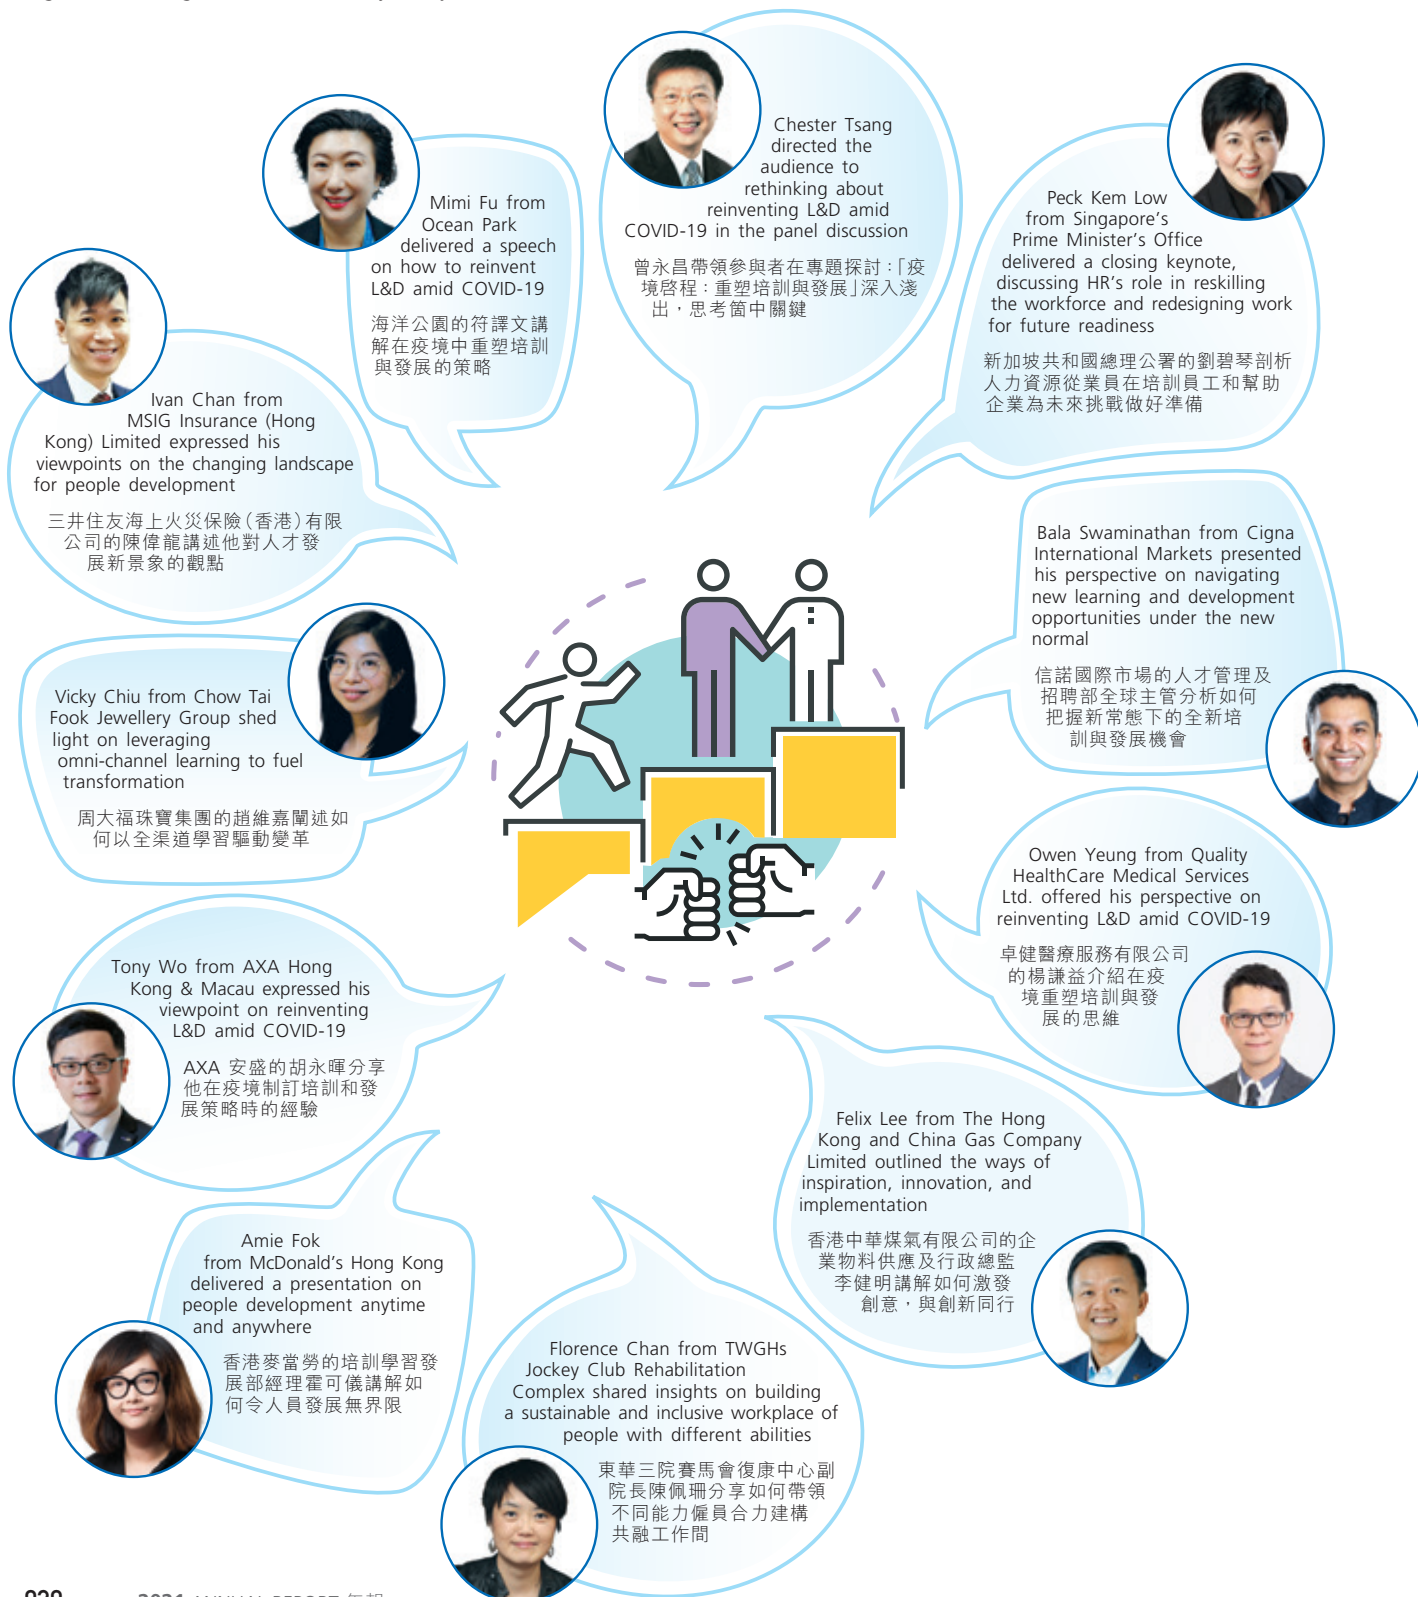 Chester Tsang
directed the
audience to
rethinking about
reinventing L&D amid
COVID-19 in the panel discussion
曾永昌帶領參與者在專題探討：「疫
境啓程：重塑培訓與發展」深入淺
出，思考箇中關鍵
Mimi Fu from
Ocean Park
delivered a speech
on how to reinvent
L&D amid COVID-19
海洋公園的符譯文講
解在疫境中重塑培訓
與發展的策略
Peck Kem Low
from Singapore's
Prime Minister's Office
delivered a closing keynote,
discussing HR's role in reskilling
the workforce and redesigning work
for future readiness
新加坡共和國總理公署的劉碧琴剖析
人力資源從業員在培訓員工和幫助
企業為未來挑戰做好準備
Ivan Chan from
MSIG Insurance (Hong
Kong) Limited expressed his
viewpoints on the changing landscape
for people development
三井住友海上火災保險（香港）有限
公司的陳偉龍講述他對人才發
展新景象的觀點
Bala Swaminathan from Cigna
International Markets presented
his perspective on navigating
new learning and development
opportunities under the new
normal
信諾國際市場的人才管理及
招聘部全球主管分析如何
把握新常態下的全新培
訓與發展機會
Vicky Chiu from Chow Tai
Fook Jewellery Group shed
light on leveraging
omni-channel learning to fuel
transformation
周大福珠寶集團的趙維嘉闡述如
何以全渠道學習驅動變革
Owen Yeung from Quality
HealthCare Medical Services
Ltd. offered his perspective on
reinventing L&D amid COVID-19
卓健醫療服務有限公司
的楊謙益介紹在疫
境重塑培訓與發
展的思維
Tony Wo from AXA Hong
Kong & Macau expressed his
viewpoint on reinventing
L&D amid COVID-19
AXA 安盛的胡永暉分享
他在疫境制訂培訓和發
展策略時的經驗
Felix Lee from The Hong
Kong and China Gas Company
Limited outlined the ways of
inspiration, innovation, and
implementation
香港中華煤氣有限公司的企
業物料供應及行政總監
李健明講解如何激發
創意，與創新同行
Amie Fok
from McDonald's Hong Kong
delivered a presentation on
people development anytime
and anywhere
香港麥當勞的培訓學習發
展部經理霍可儀講解如
何令人員發展無界限
Florence Chan from TWGHs
Jockey Club Rehabilitation
Complex shared insights on building
a sustainable and inclusive workplace of
people with different abilities
東華三院賽馬會復康中心副
院長陳佩珊分享如何帶領
不同能力僱員合力建構
共融工作間